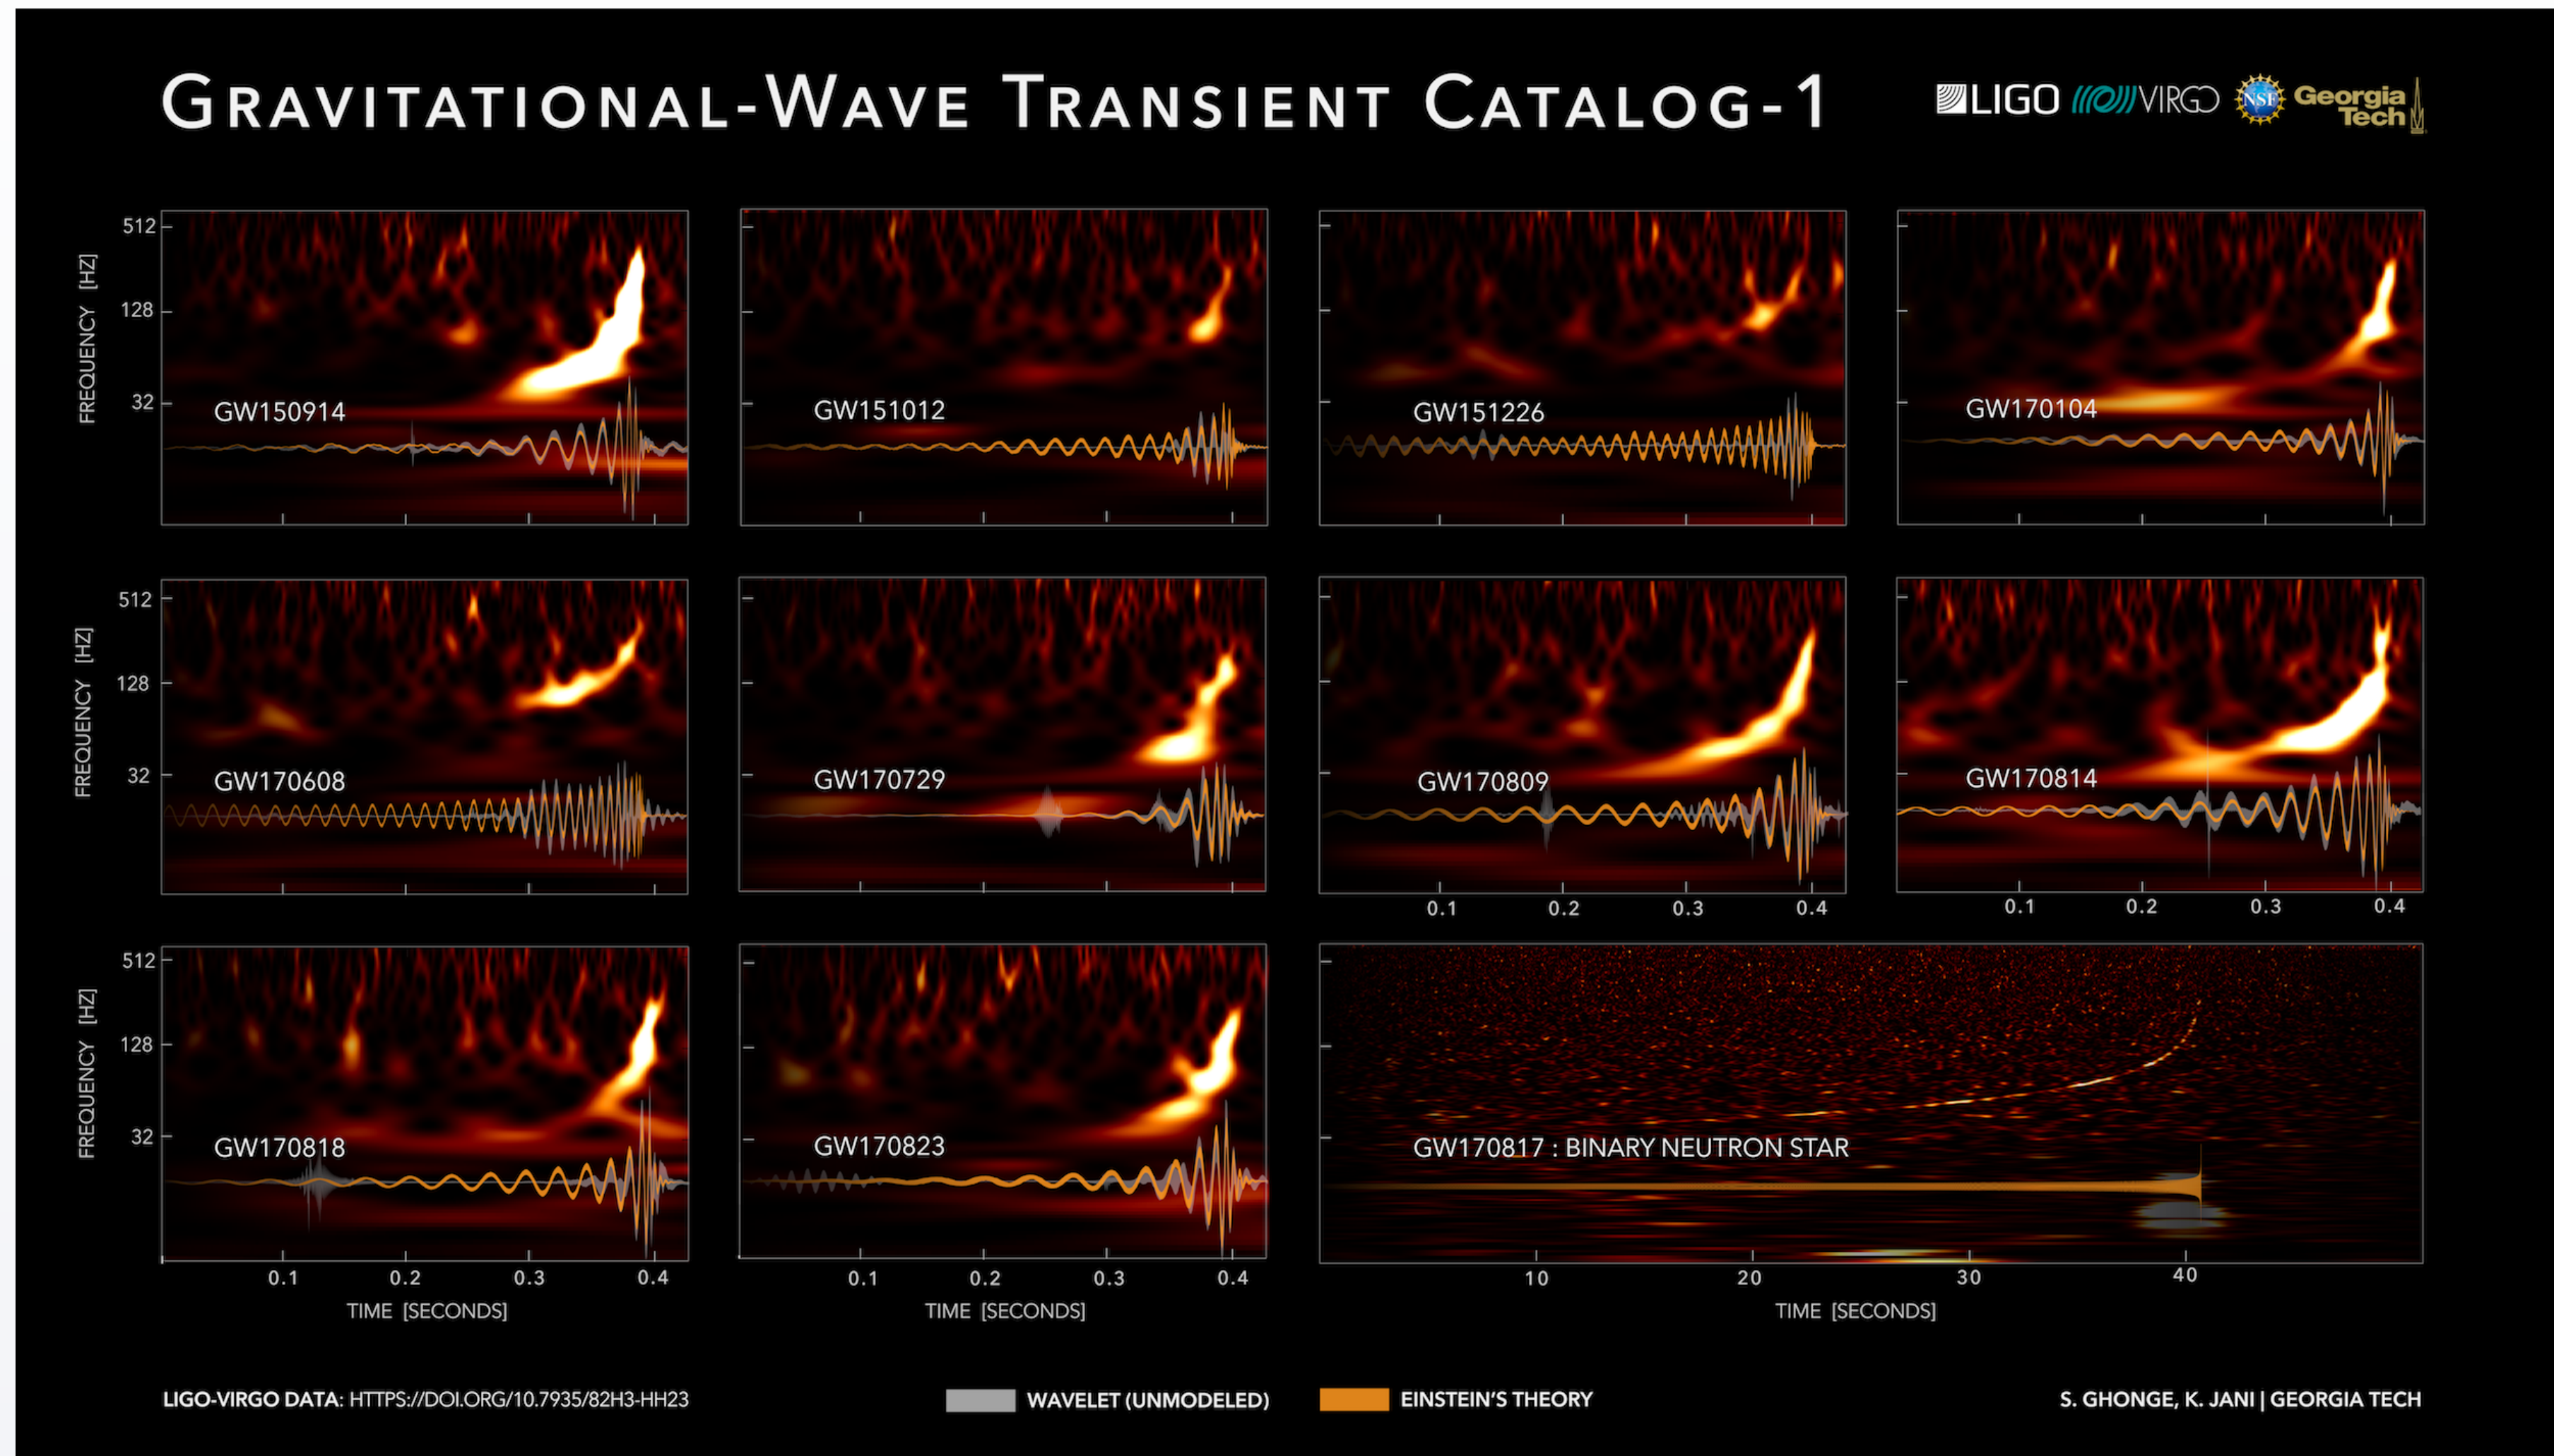 GRAVITATIONAL-WAVE TRANSIENT CATALOG-1
LIGO
VIRGO
NSF
Georgia Tech
FREQUENCY [HZ]
512
128
32
GW150914
GW151012
GW151226
GW170104
FREQUENCY [HZ]
512
128
32
GW170608
GW170729
GW170809
GW170814
0.1 0.2 0.3 0.4
0.1 0.2 0.3 0.4
FREQUENCY [HZ]
512
128
32
GW170818
GW170823
GW170817 : BINARY NEUTRON STAR
0.1 0.2 0.3 0.4
0.1 0.2 0.3 0.4
10 20 30 40
TIME [SECONDS]
TIME [SECONDS]
TIME [SECONDS]
LIGO-VIRGO DATA: HTTPS://DOI.ORG/10.7935/82H3-HH23
WAVELET (UNMODELED)
EINSTEIN'S THEORY
S. GHONGE, K. JANI | GEORGIA TECH